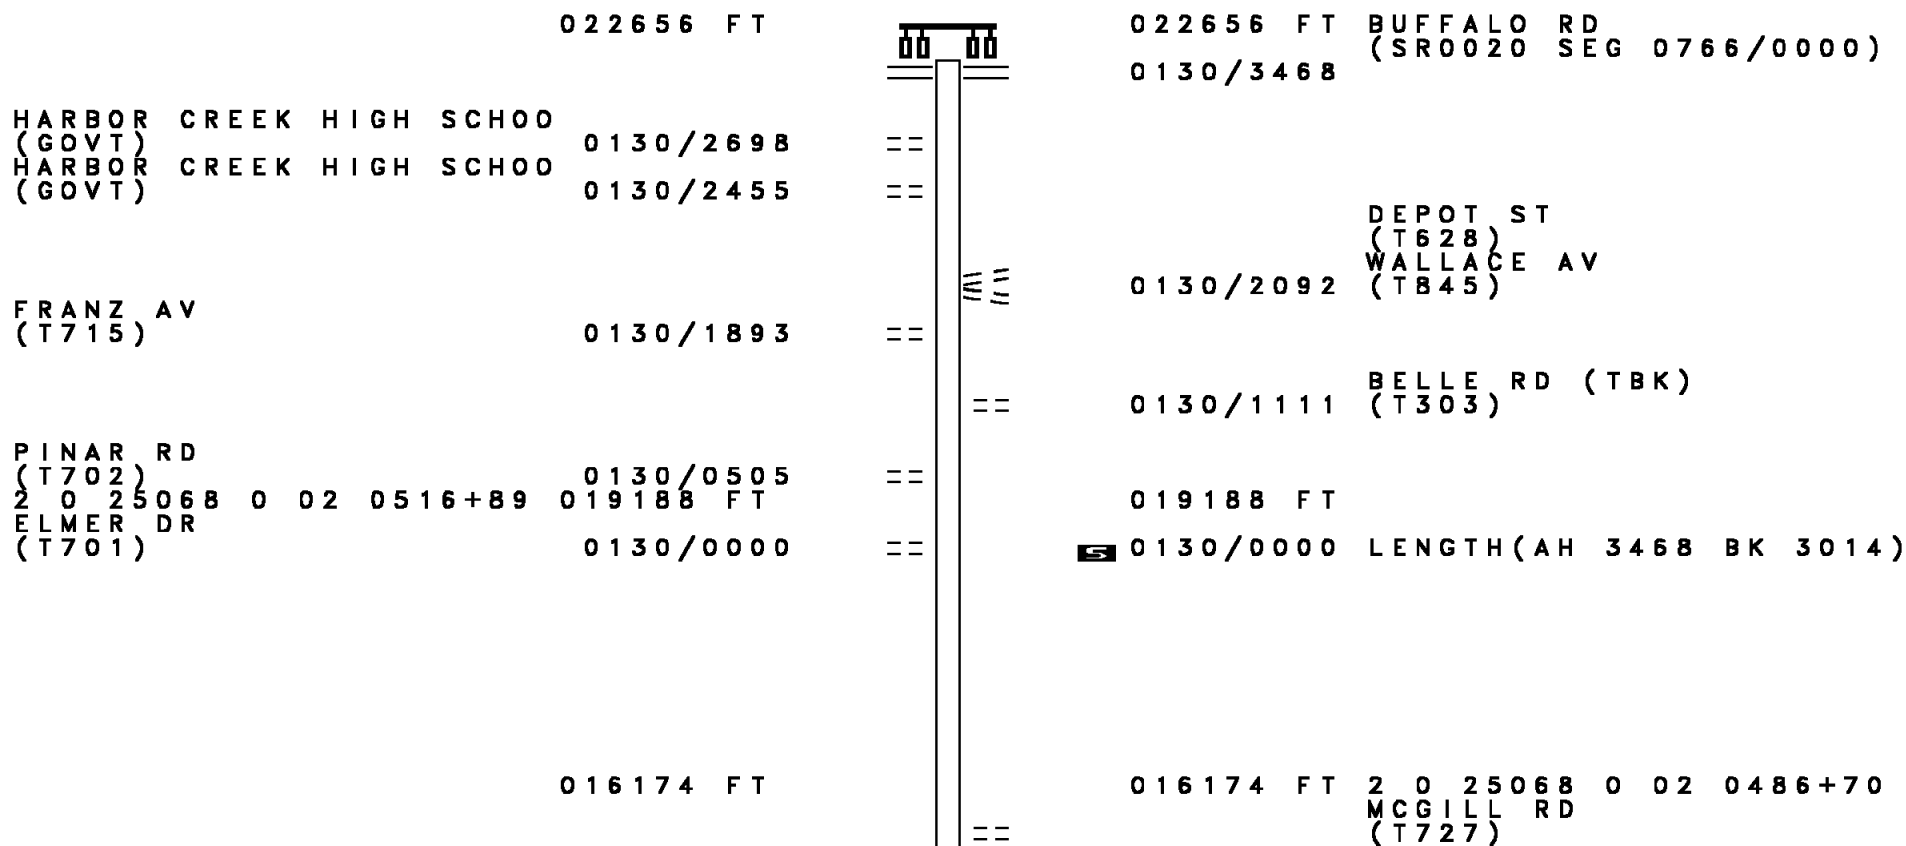 022656 FT 022656 FT BUFFALO RD
(SR0020 SEG 0766/0000)
0130/3468
HARBOR CREEK HIGH SCHOO
(GOVT) 0130/2698
HARBOR CREEK HIGH SCHOO
(GOVT) 0130/2455
DEPOT ST
(T628)
WALLACE AV
0130/2092 (T845)
FRANZ AV
(T715) 0130/1893
BELLE RD (TBK)
0130/1111 (T303)
PINAR RD
(T702) 0130/0505
2 0 25068 0 02 0516+89 019188 FT 019188 FT
ELMER DR
(T701) 0130/0000 S 0130/0000 LENGTH(AH 3468 BK 3014)
016174 FT 016174 FT 2 0 25068 0 02 0486+70
MCGILL RD
(T727)